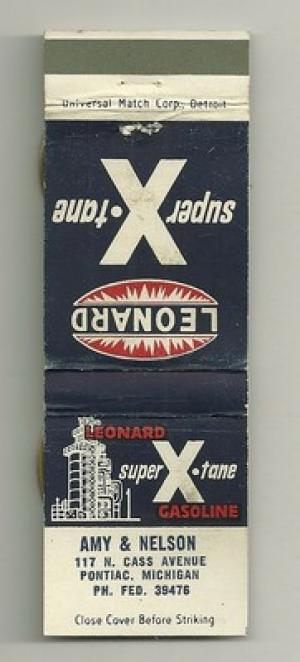 Universal Match Corp., Detroit
LEONARD
super X•tane
LEONARD
super X•tane
GASOLINE
AMY & NELSON
117 N. CASS AVENUE
PONTIAC, MICHIGAN
PH. FED. 39476
Close Cover Before Striking